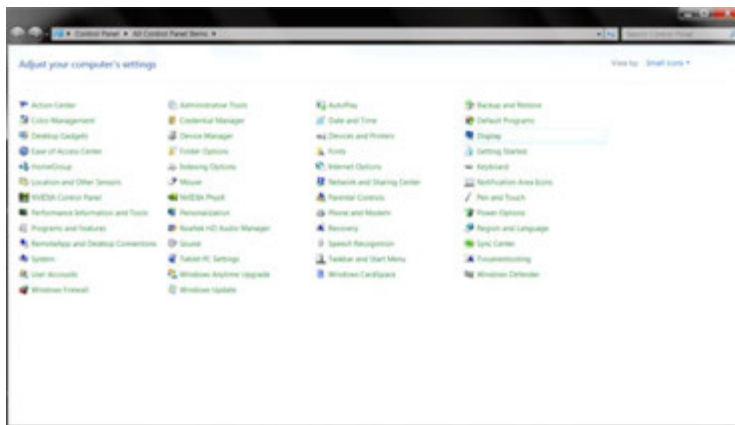 Control Panel ▸ All Control Panel Items ▸ Search Control Panel
Adjust your computer's settings View by: Small icons
Action Center Administrative Tools AutoPlay Backup and Restore
Color Management Credential Manager Date and Time Default Programs
Desktop Gadgets Device Manager Devices and Printers Display
Ease of Access Center Folder Options Fonts Getting Started
HomeGroup Indexing Options Internet Options Keyboard
Location and Other Sensors Mouse Network and Sharing Center Notification Area Icons
NVIDIA Control Panel NVIDIA PhysX Parental Controls Pen and Touch
Performance Information and Tools Personalization Phone and Modem Power Options
Programs and Features Realtek HD Audio Manager Recovery Region and Language
RemoteApp and Desktop Connections Sound Speech Recognition Sync Center
System Tablet PC Settings Taskbar and Start Menu Troubleshooting
User Accounts Windows Anytime Upgrade Windows CardSpace Windows Defender
Windows Firewall Windows Update